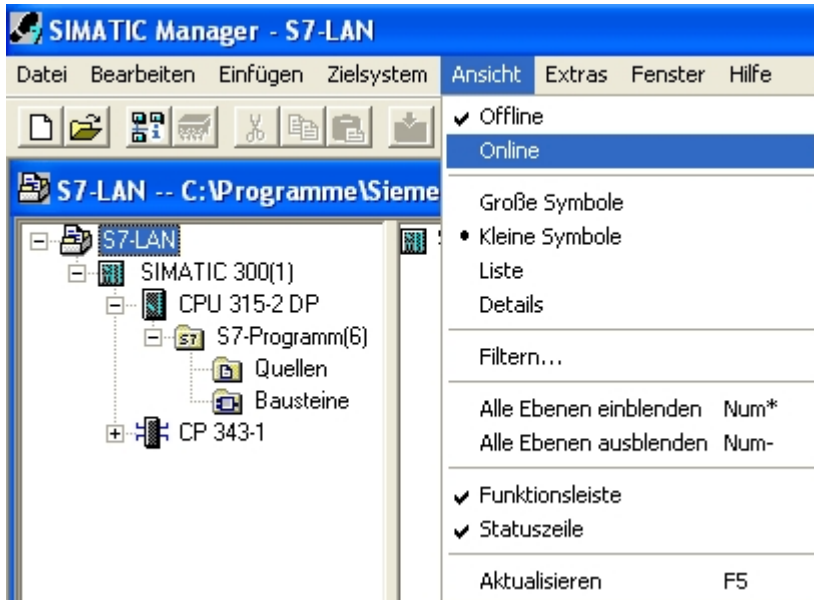 SIMATIC Manager - S7-LAN
Datei Bearbeiten Einfügen Zielsystem Ansicht Extras Fenster Hilfe
S7-LAN -- C:\Programme\Sieme
S7-LAN
SIMATIC 300(1)
CPU 315-2 DP
S7-Programm(6)
Quellen
Bausteine
CP 343-1
Offline
Online
Große Symbole
Kleine Symbole
Liste
Details
Filtern...
Alle Ebenen einblenden Num*
Alle Ebenen ausblenden Num-
Funktionsleiste
Statuszeile
Aktualisieren F5